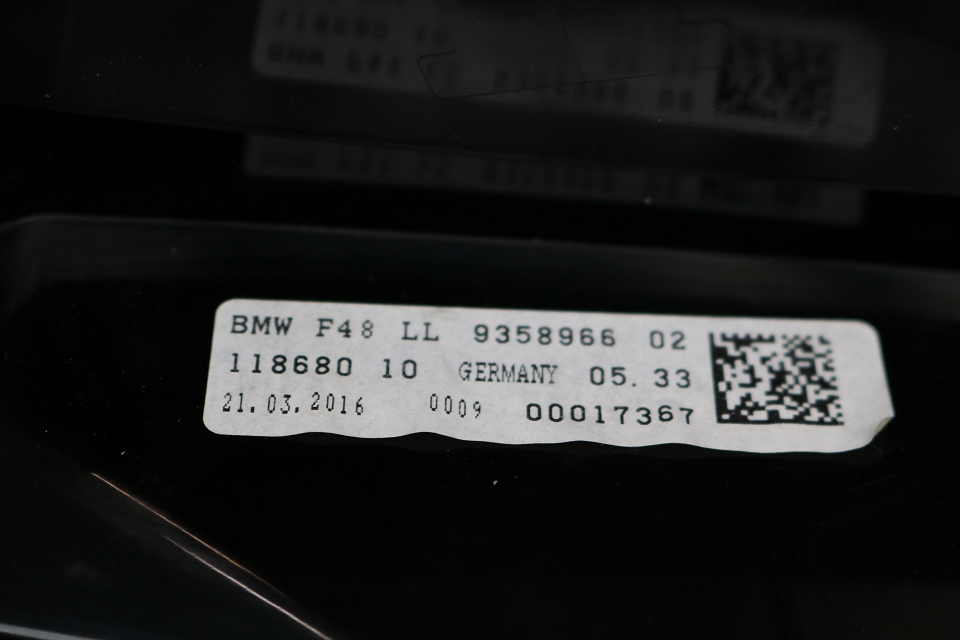 BMW F48 LL 9358966 02
118680 10 GERMANY 05.33
21.03.2016 0009 00017367